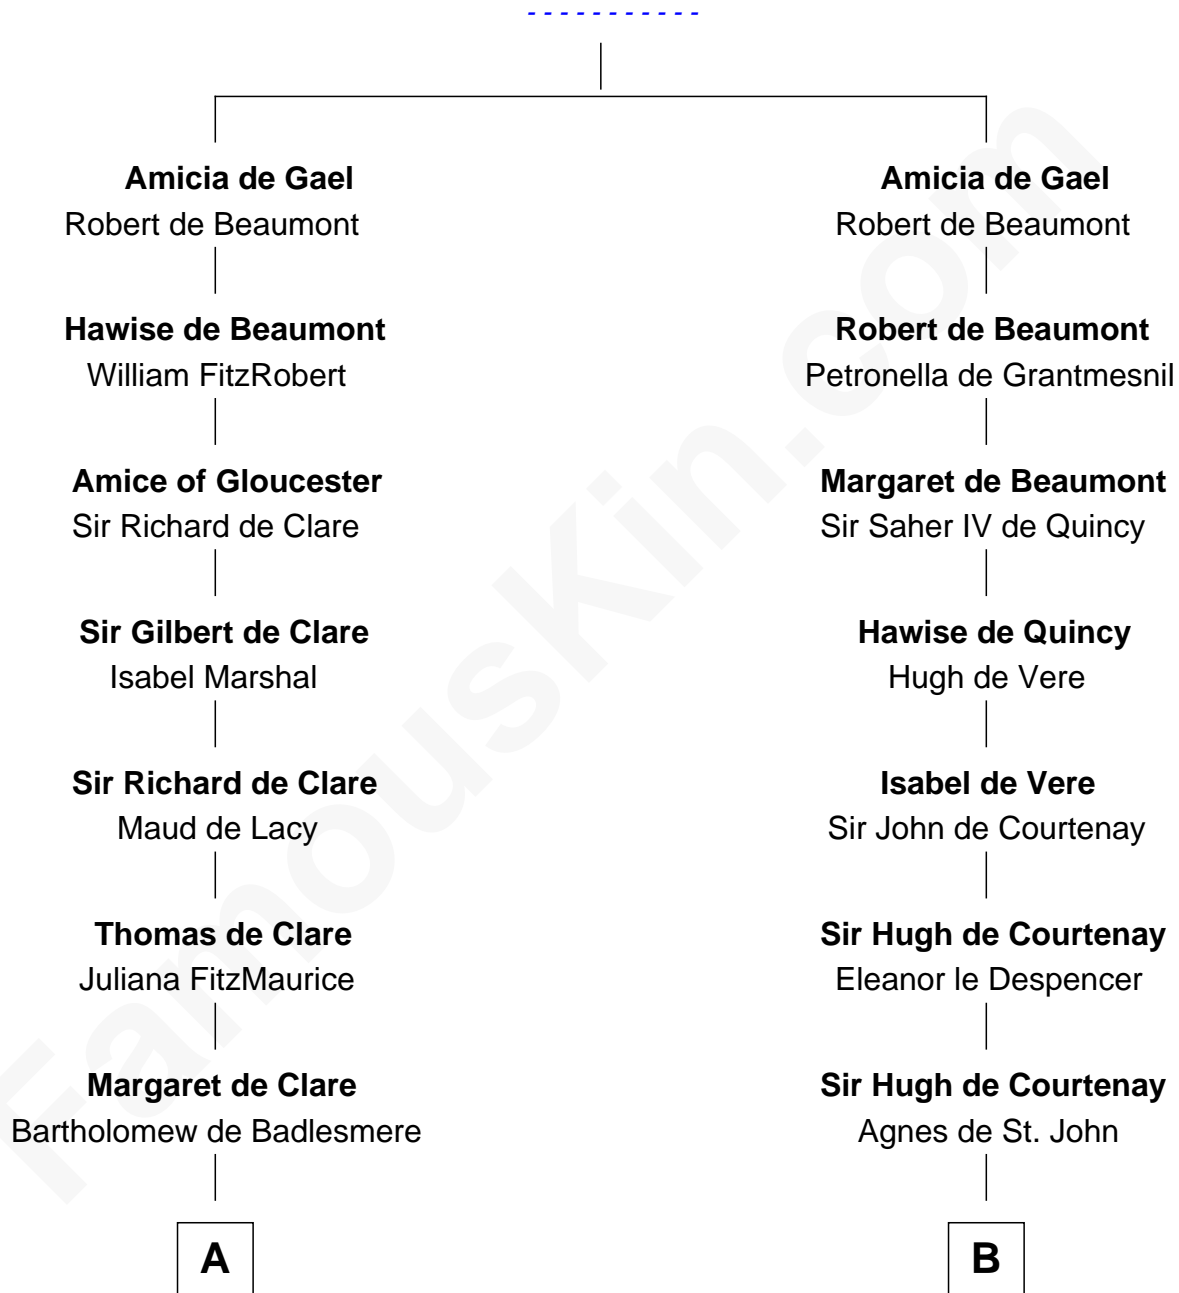 - - - - - - - - - - -
Amicia de Gael
Robert de Beaumont
Hawise de Beaumont
William FitzRobert
Amice of Gloucester
Sir Richard de Clare
Sir Gilbert de Clare
Isabel Marshal
Sir Richard de Clare
Maud de Lacy
Thomas de Clare
Juliana FitzMaurice
Margaret de Clare
Bartholomew de Badlesmere
A
Amicia de Gael
Robert de Beaumont
Robert de Beaumont
Petronella de Grantmesnil
Margaret de Beaumont
Sir Saher IV de Quincy
Hawise de Quincy
Hugh de Vere
Isabel de Vere
Sir John de Courtenay
Sir Hugh de Courtenay
Eleanor le Despencer
Sir Hugh de Courtenay
Agnes de St. John
B
FamousKin.com